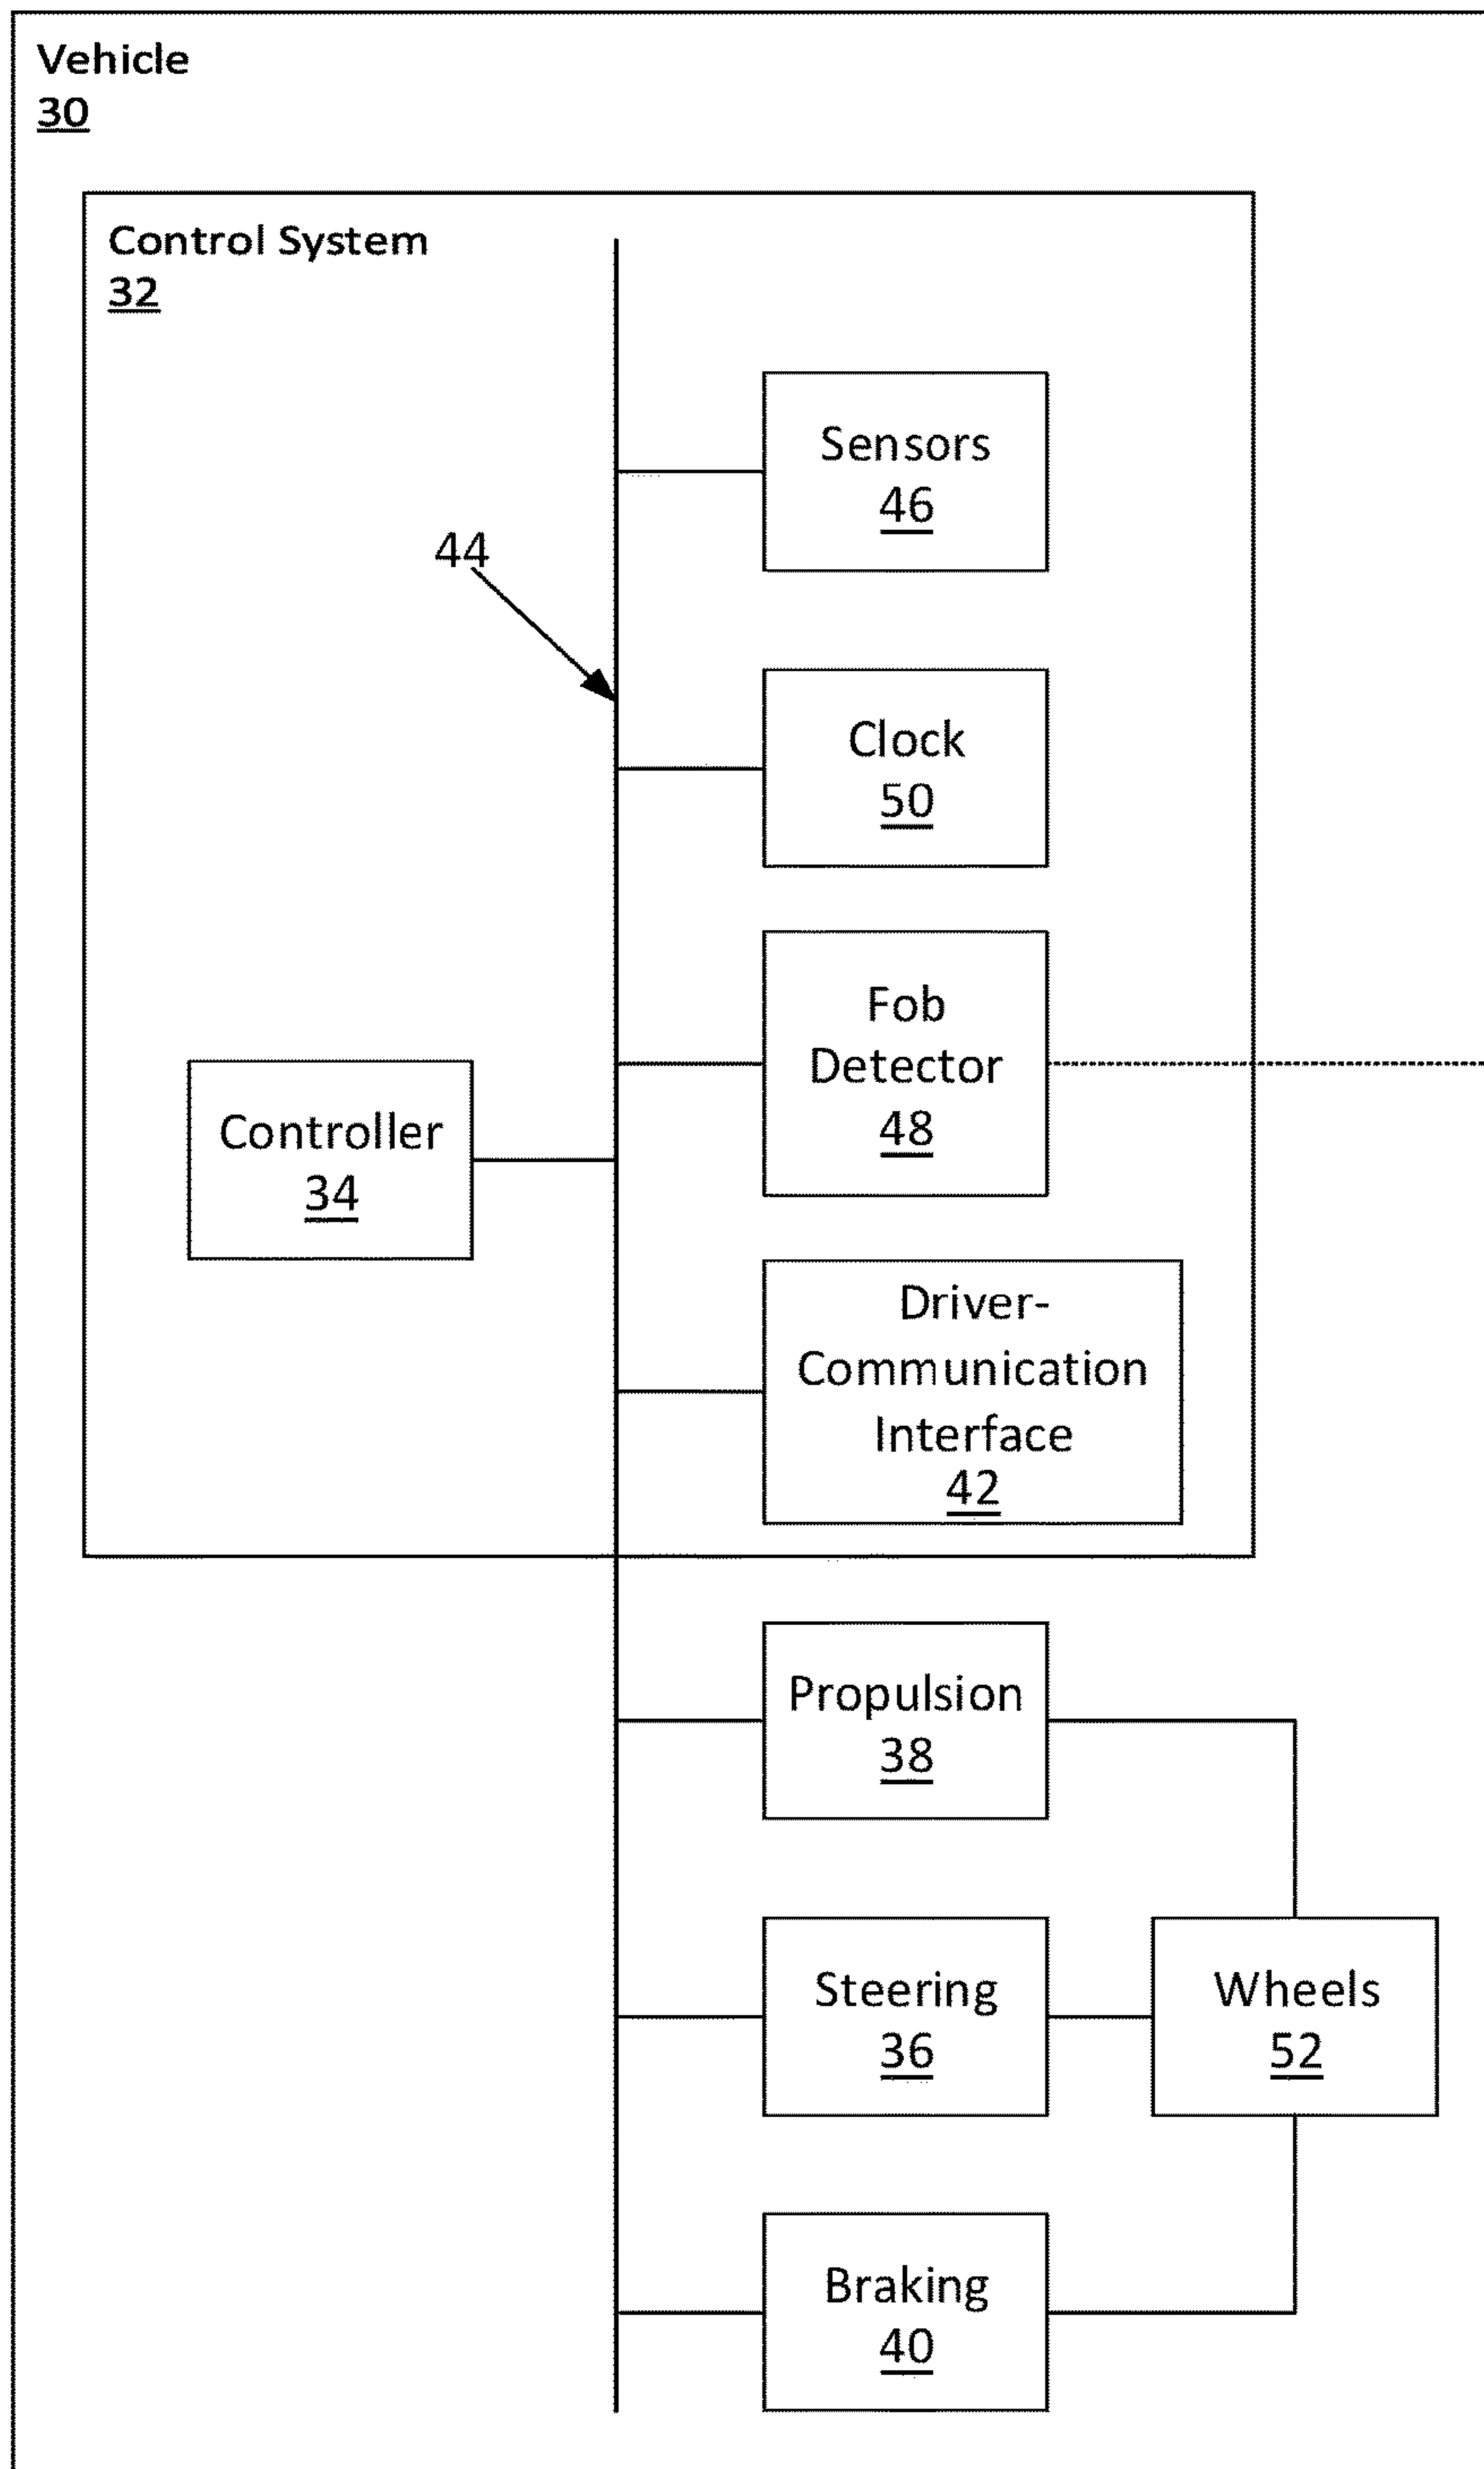 Vehicle
30
Control System
32
Sensors
46
44
Clock
50
Fob
Detector
48
Controller
34
Driver-
Communication
Interface
42
Propulsion
38
Steering
36
Wheels
52
Braking
40